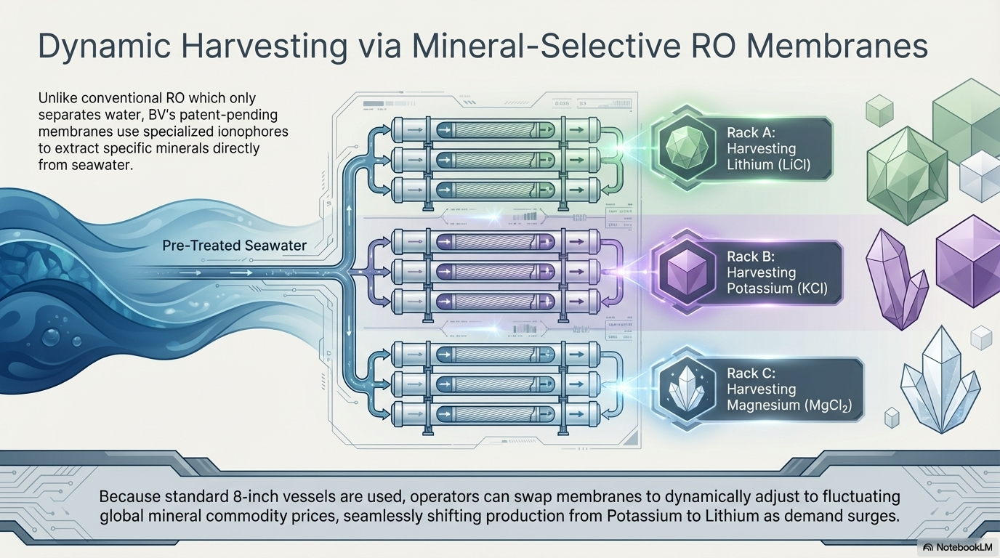 Dynamic Harvesting via Mineral-Selective RO Membranes
Unlike conventional RO which only
separates water, BV's patent-pending
membranes use specialized ionophores
to extract specific minerals directly
from seawater.
Pre-Treated Seawater
Rack A:
Harvesting
Lithium (LiCl)
Rack B:
Harvesting
Potassium (KCl)
Rack C:
Harvesting
Magnesium (MgCl₂)
Because standard 8-inch vessels are used, operators can swap membranes to dynamically adjust to fluctuating
global mineral commodity prices, seamlessly shifting production from Potassium to Lithium as demand surges.
NotebookLM